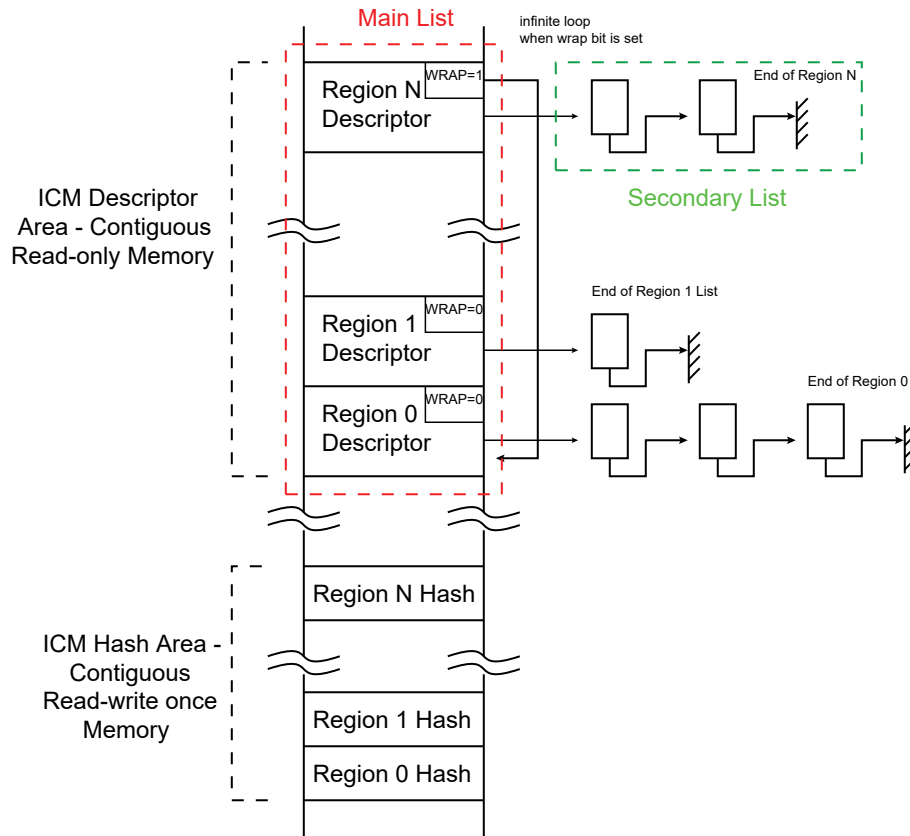 Main List
infinite loop
when wrap bit is set
WRAP=1
Region N
Descriptor
End of Region N
Secondary List
ICM Descriptor
Area - Contiguous
Read-only Memory
WRAP=0
Region 1
Descriptor
End of Region 1 List
WRAP=0
Region 0
Descriptor
End of Region 0
Region N Hash
ICM Hash Area -
Contiguous
Read-write once
Memory
Region 1 Hash
Region 0 Hash